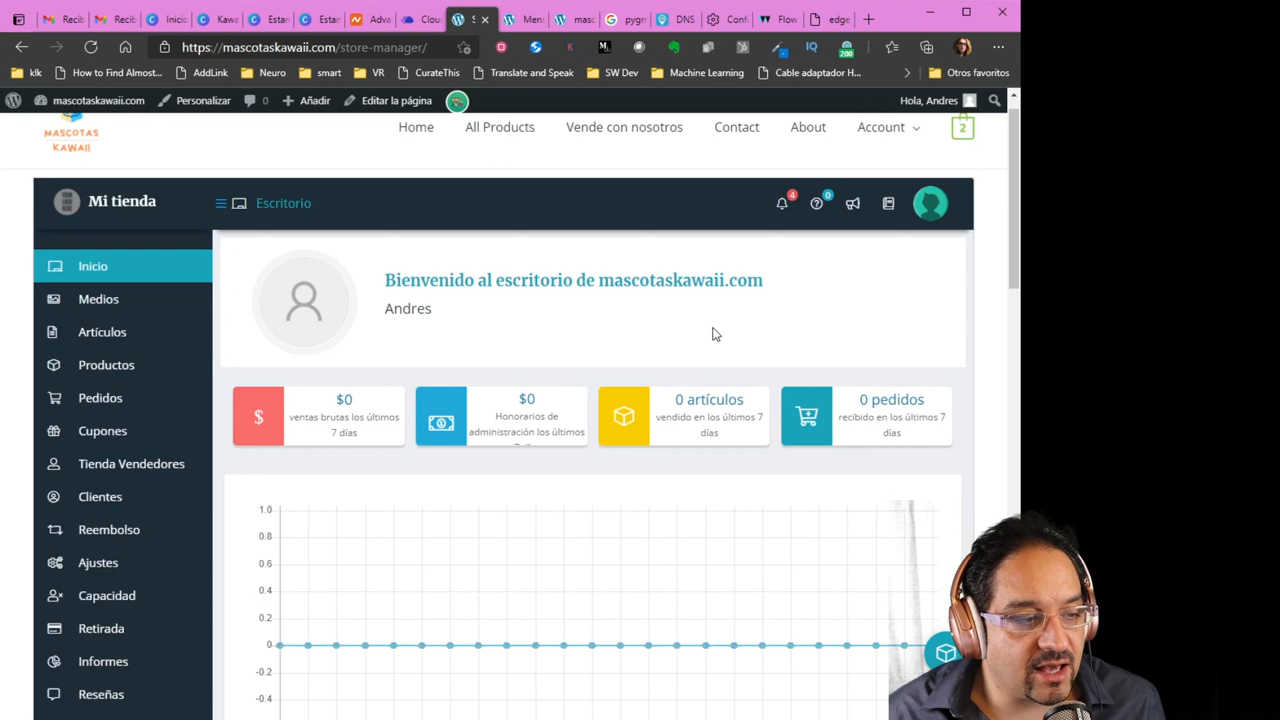 Recib
Recib
Inicio
Kawa
Estan
Estan
Adva
Clou
S
Menu
masc
pygm
DNS
Conf
Flow
edge
https://mascotaskawaii.com/store-manager/
200
klk
How to Find Almost...
AddLink
Neuro
smart
VR
CurateThis
Translate and Speak
SW Dev
Machine Learning
Cable adaptador H...
Otros favoritos
mascotaskawaii.com
Personalizar
0
Añadir
Editar la página
Hola, Andres
MASCOTAS
KAWAII
Home
All Products
Vende con nosotros
Contact
About
Account
2
Mi tienda
Escritorio
4
0
Inicio
Medios
Artículos
Productos
Pedidos
Cupones
Tienda Vendedores
Clientes
Reembolso
Ajustes
Capacidad
Retirada
Informes
Reseñas
Bienvenido al escritorio de mascotaskawaii.com
Andres
$0
ventas brutas los últimos
7 días
$0
Honorarios de
administración los últimos
0 artículos
vendido en los últimos 7
días
0 pedidos
recibido en los últimos 7
días
1.0
0.8
0.6
0.4
0.2
0
-0.2
-0.4